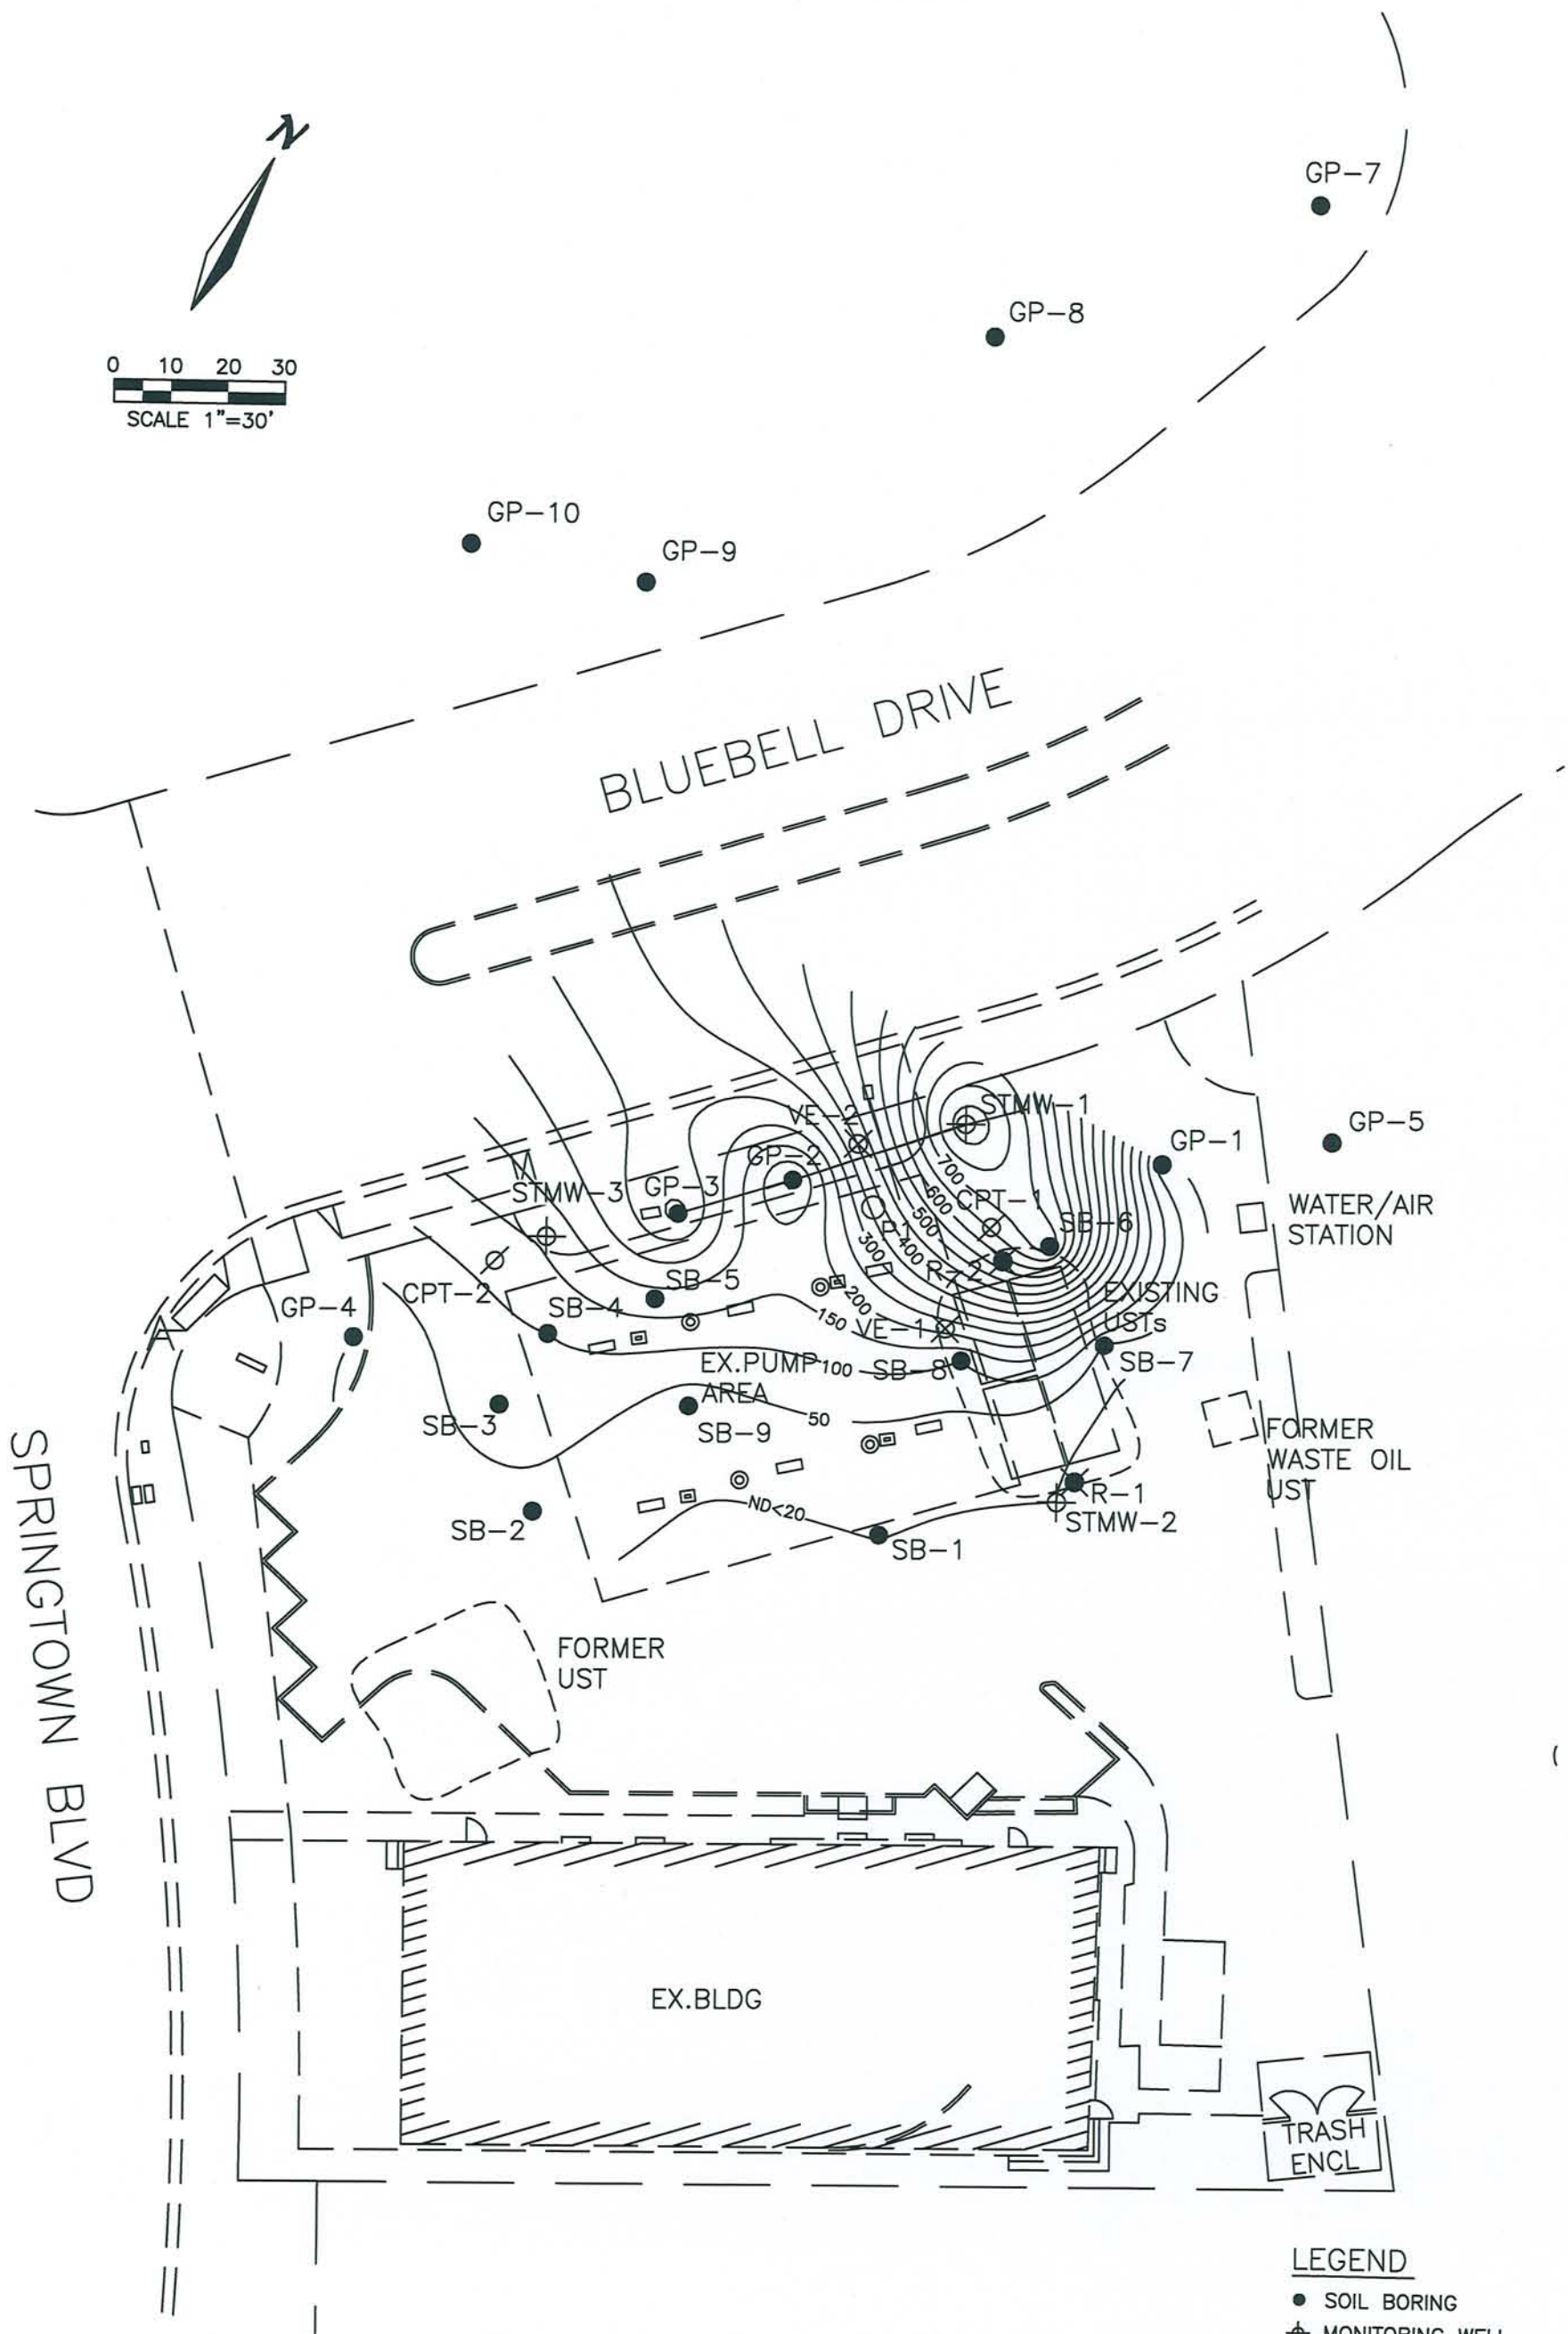 N
GP-7
GP-8
0 10 20 30
SCALE 1"=30'
GP-10
GP-9
BLUEBELL DRIVE
STMW-1
VE-2
GP-5
GP-1
GP-2
700
STMW-3
GP-3
600
CPT-1
WATER/AIR
STATION
500
SB-6
300
400
R-2
CPT-2
SB-5
EXISTING
USTs
GP-4
SB-4
200
150
VE-1
EX.PUMP
AREA
100
SB-8
SB-7
SB-3
50
SB-9
FORMER
WASTE OIL
UST
SPRINGTOWN BLVD
ND<20
R-1
STMW-2
SB-2
SB-1
FORMER
UST
EX.BLDG
TRASH
ENCL
LEGEND
SOIL BORING
MONITORING WELL